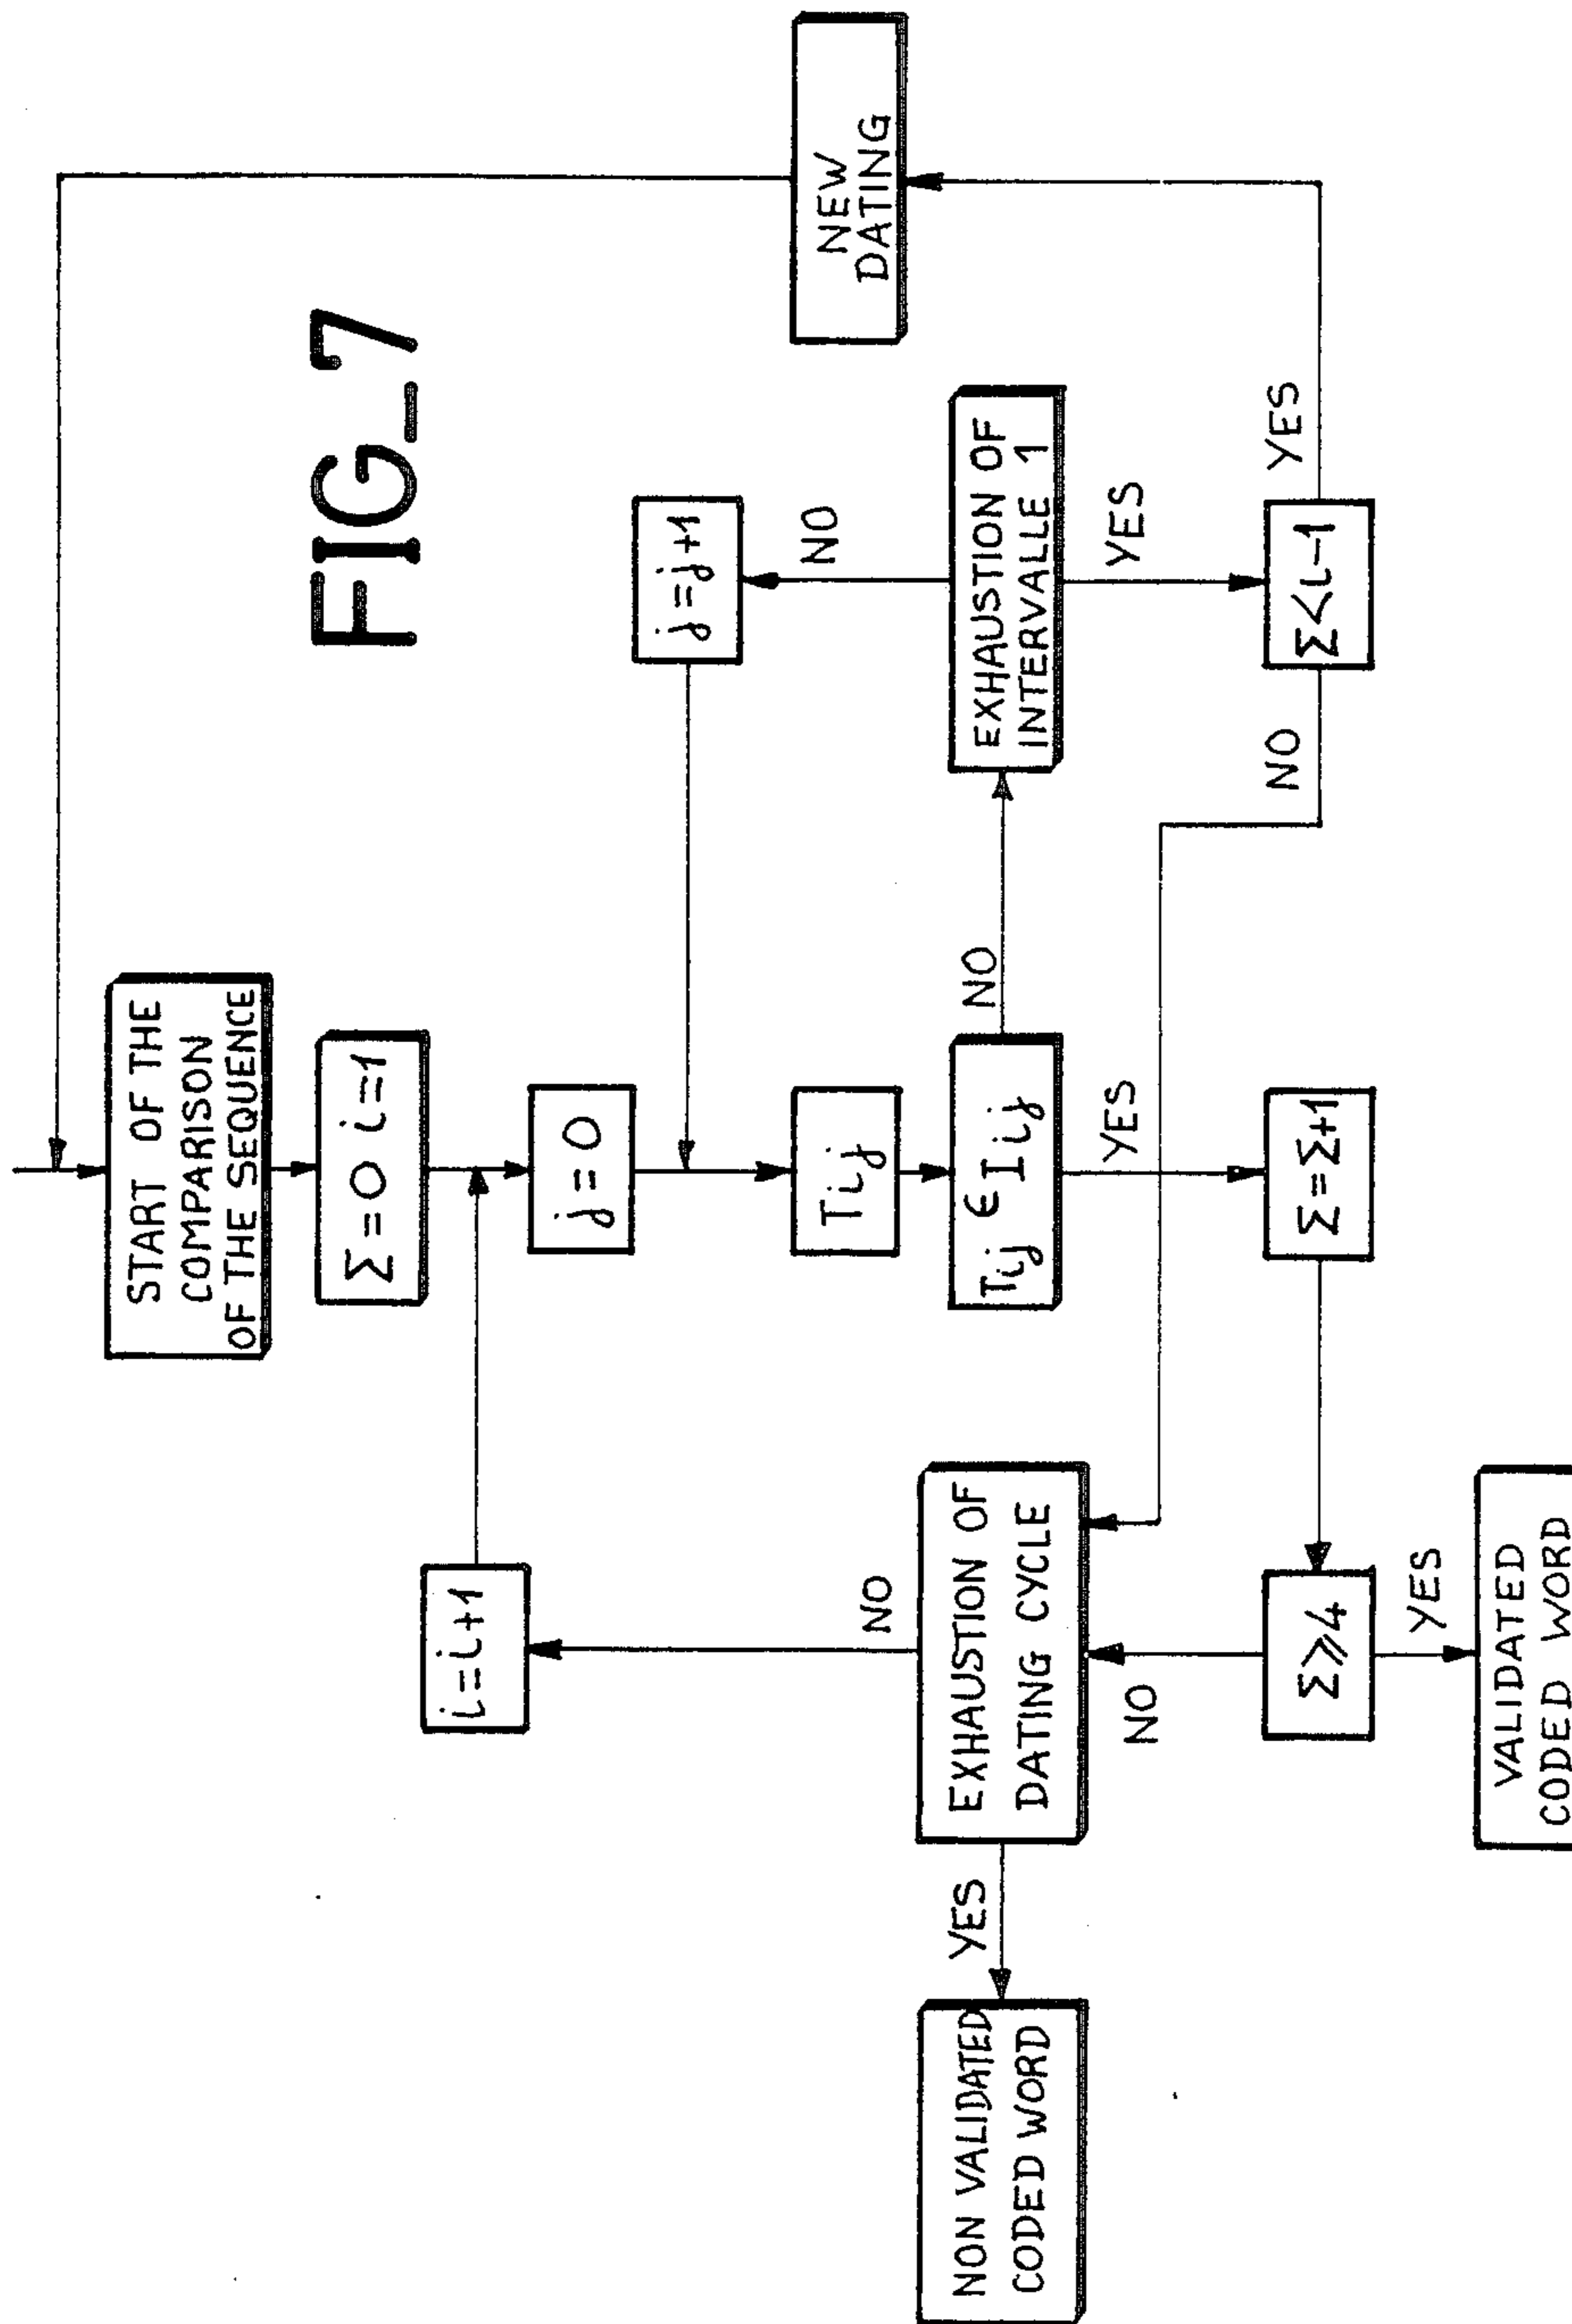 FIG_7
START OF THE
COMPARISON
OF THE SEQUENCE
Σ=0 i=1
i=i+1
j=0
j=j+1
Tij
Tij ϵ Iij
NO
YES
EXHAUSTION OF
INTERVALLE 1
NO
YES
NEW
DATING
Σ<i-1
YES
NO
Σ=Σ+1
Σ⩾4
NO
YES
EXHAUSTION OF
DATING CYCLE
NO
YES
NON VALIDATED
CODED WORD
VALIDATED
CODED WORD